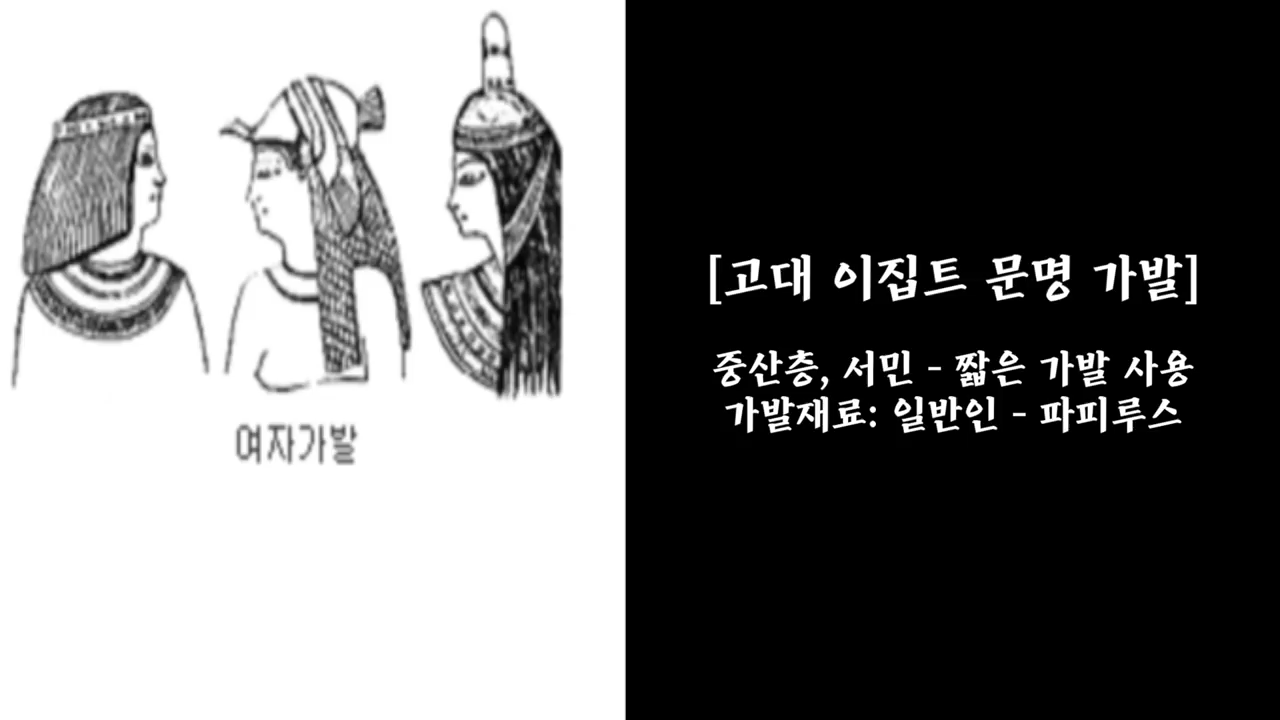 여자가발
[고대 이집트 문명 가발]
중산층, 서민 - 짧은 가발 사용
가발재료: 일반인 - 파피루스